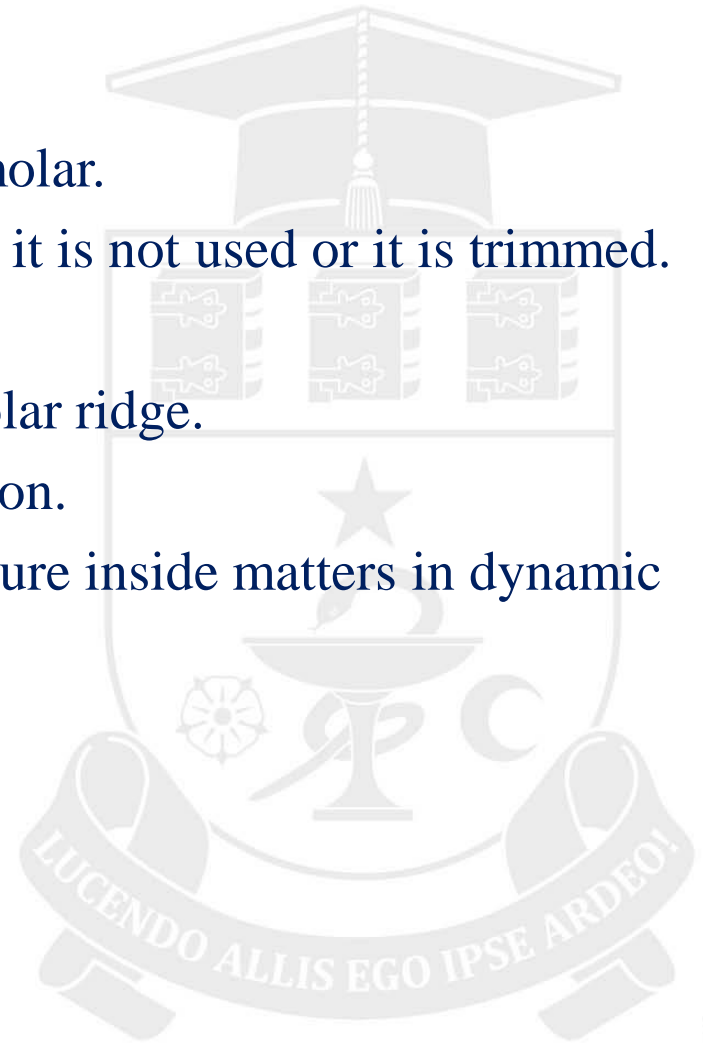 molar.
it is not used or it is trimmed.
lar ridge.
on.
ure inside matters in dynamic
LUCENDO ALLIS EGO IPSE ARDEO!